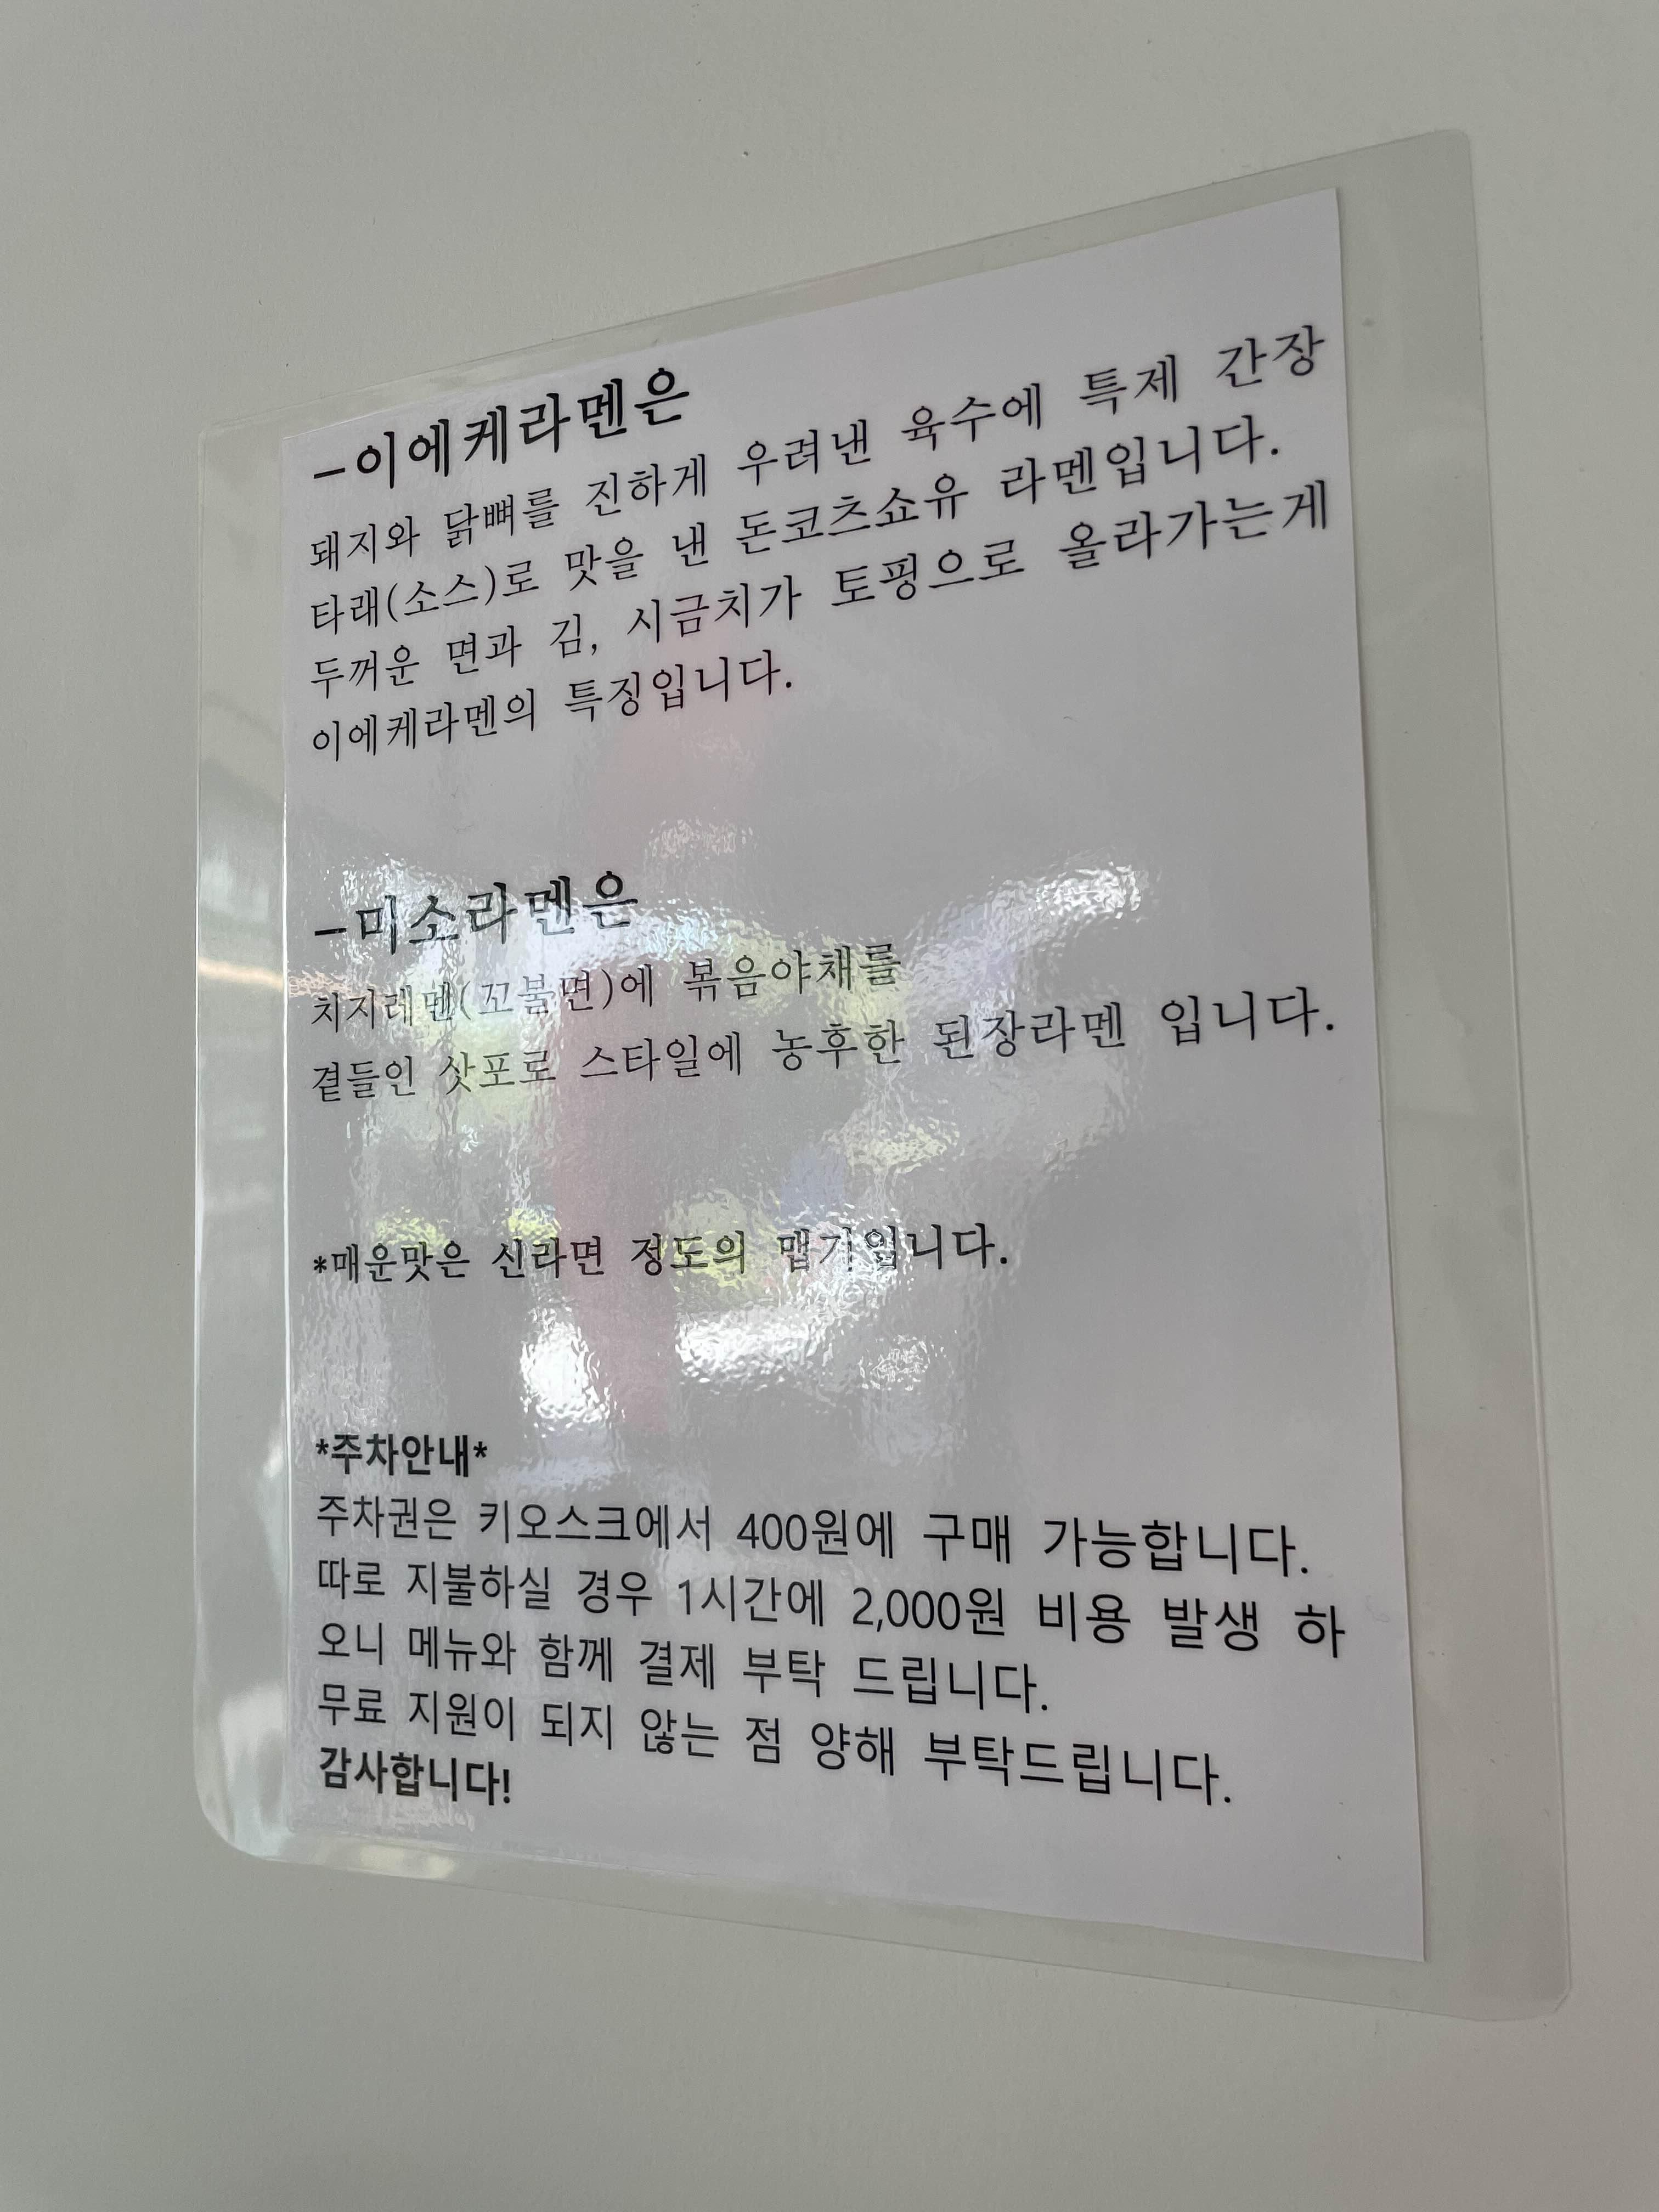 -이에케라멘은
돼지와 닭뼈를 진하게 우려낸 육수에 특제 간장
타래(소스)로 맛을 낸 돈코츠쇼유 라멘입니다.
두꺼운 면과 김, 시금치가 토핑으로 올라가는게
이에케라멘의 특징입니다.
-미소라멘은
치지레멘(꼬불면)에 볶음야채를
곁들인 삿포로 스타일에 농후한 된장라멘 입니다.
*매운맛은 신라면 정도의 맵기입니다.
*주차안내*
주차권은 키오스크에서 400원에 구매 가능합니다.
따로 지불하실 경우 1시간에 2,000원 비용 발생 하
오니 메뉴와 함께 결제 부탁 드립니다.
무료 지원이 되지 않는 점 양해 부탁드립니다.
감사합니다!